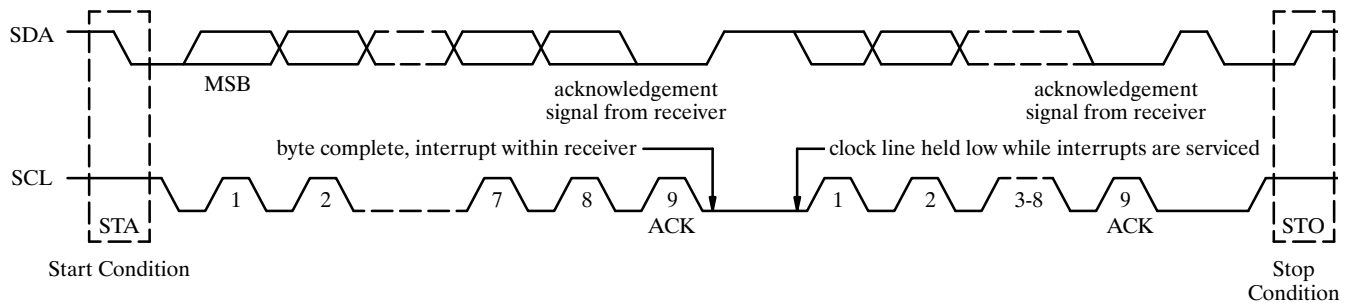 SDA
MSB
acknowledgement
signal from receiver
acknowledgement
signal from receiver
byte complete, interrupt within receiver
clock line held low while interrupts are serviced
SCL
1
2
7
8
9
1
2
3-8
9
STA
ACK
ACK
STO
Start Condition
Stop
Condition